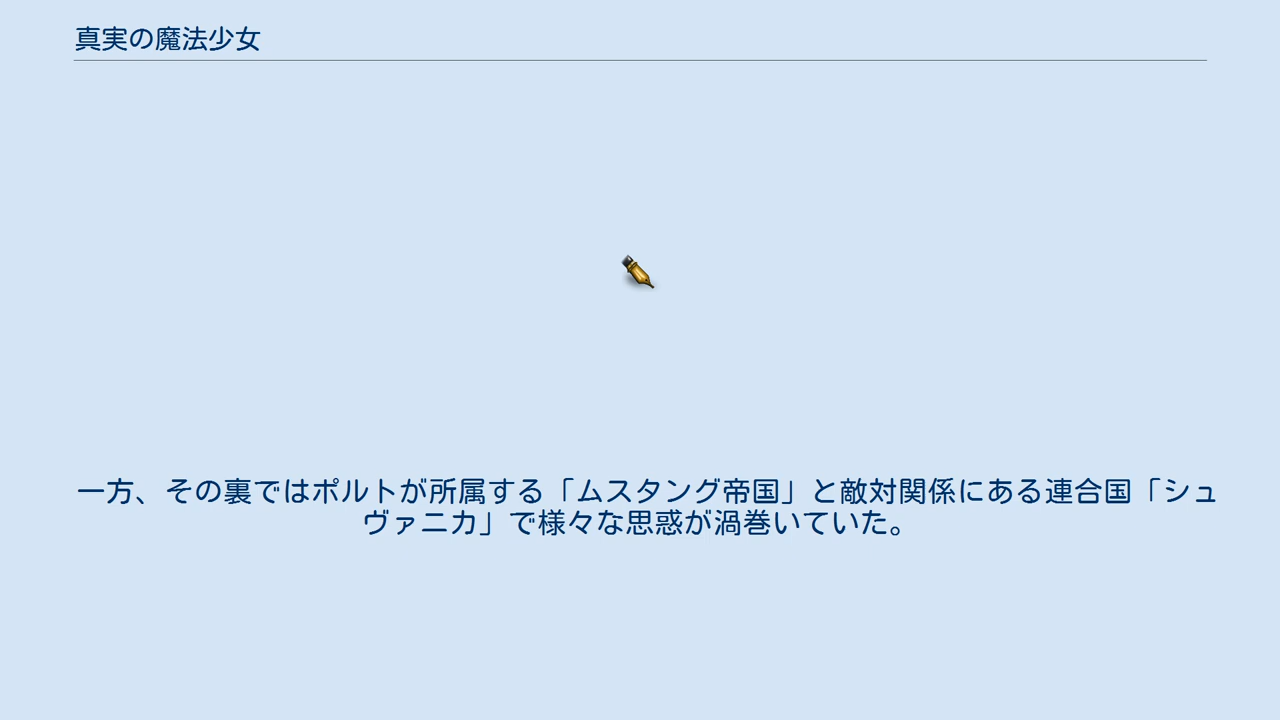 真実の魔法少女
一方、その裏ではポルトが所属する「ムスタング帝国」と敵対関係にある連合国「シュ
ヴァニカ」で様々な思惑が渦巻いていた。